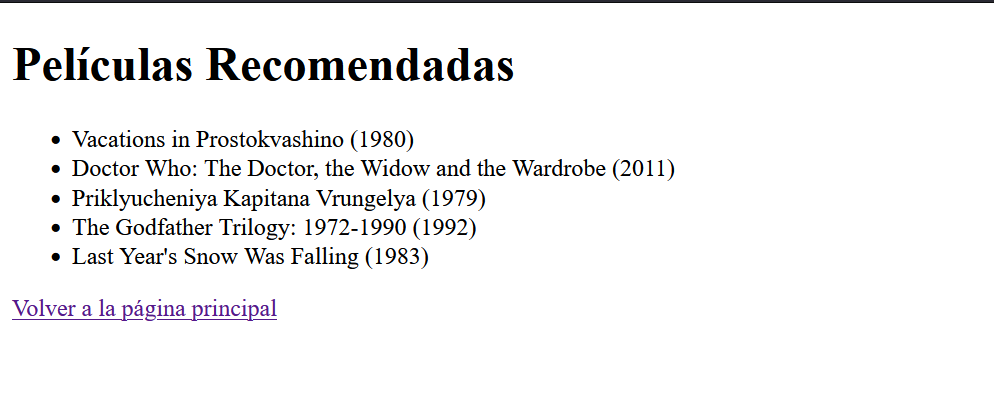 Películas Recomendadas
Vacations in Prostokvashino (1980)
Doctor Who: The Doctor, the Widow and the Wardrobe (2011)
Priklyucheniya Kapitana Vrungelya (1979)
The Godfather Trilogy: 1972-1990 (1992)
Last Year's Snow Was Falling (1983)
Volver a la página principal